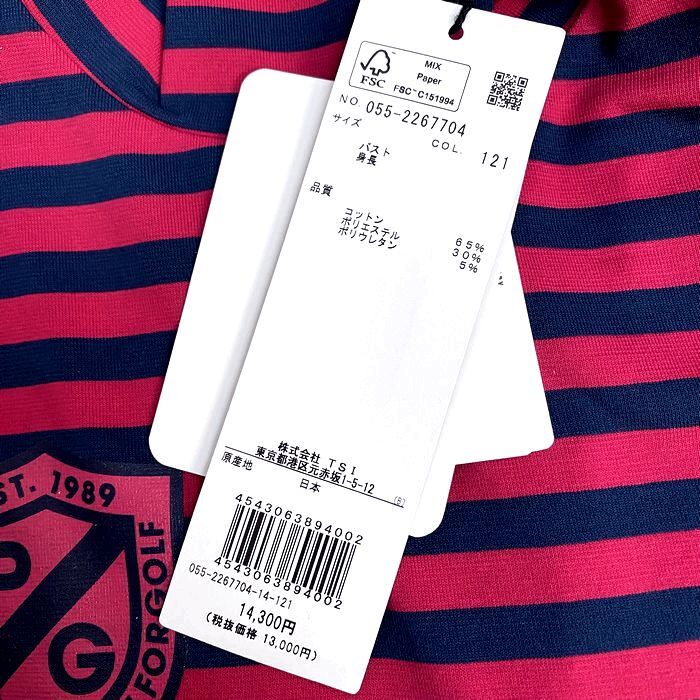 FSC
MIX
Paper
FSC™ C151994
NO. 055-2267704
サイズ
COL. 121
バスト
身長
品質
コットン 65%
ポリエステル 30%
ポリウレタン 5%
株式会社 TSI
東京都港区元赤坂1-5-12
原産地
日本
(B)
4543063894002
4543063894002
055-2267704-14-121
14,300円
(税抜価格 13,000円)
ST. 1989
G
FOR GOLF